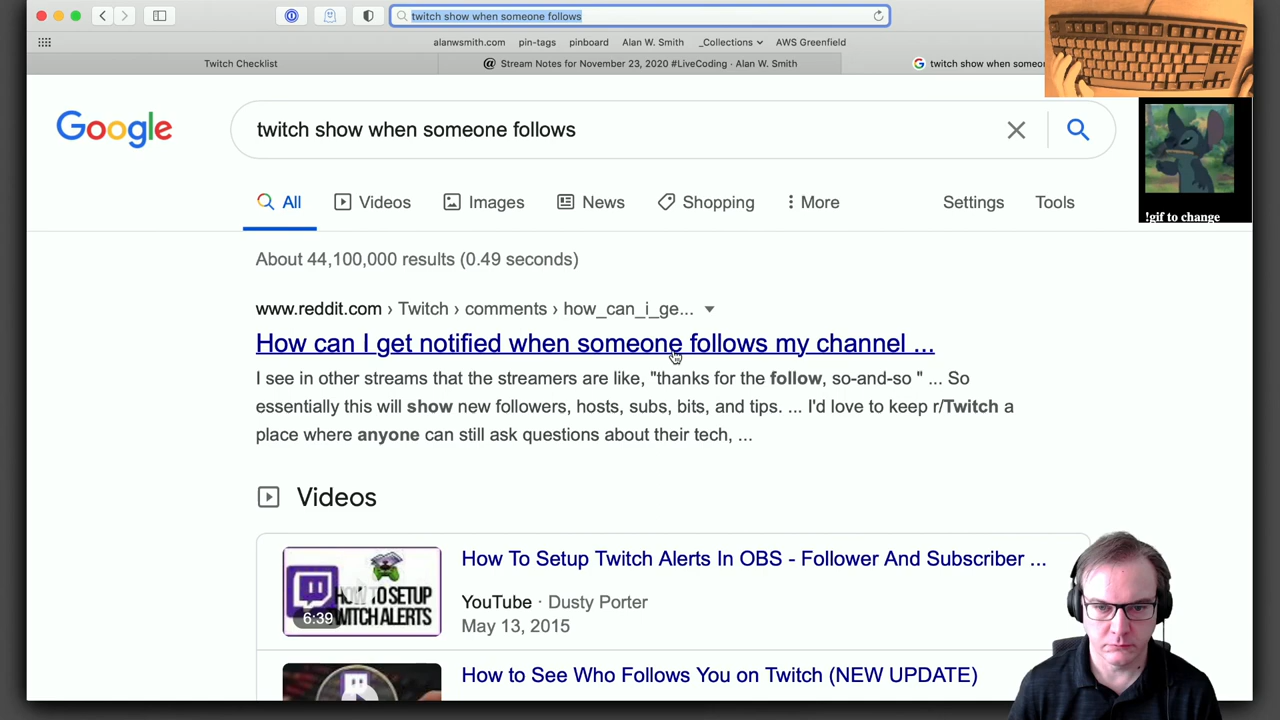 twitch show when someone follows
alanwsmith.com pin-tags pinboard Alan W. Smith _Collections AWS Greenfield
Twitch Checklist @ Stream Notes for November 23, 2020 #LiveCoding - Alan W. Smith G twitch show when someon
Google twitch show when someone follows
All Videos Images News Shopping More Settings Tools
!gif to change
About 44,100,000 results (0.49 seconds)
www.reddit.com › Twitch › comments › how_can_i_ge...
How can I get notified when someone follows my channel ...
I see in other streams that the streamers are like, "thanks for the follow, so-and-so " ... So
essentially this will show new followers, hosts, subs, bits, and tips. ... I'd love to keep r/Twitch a
place where anyone can still ask questions about their tech, ...
Videos
HOW TO SETUP
TWITCH ALERTS
6:39
How To Setup Twitch Alerts In OBS - Follower And Subscriber ...
YouTube · Dusty Porter
May 13, 2015
How to See Who Follows You on Twitch (NEW UPDATE)